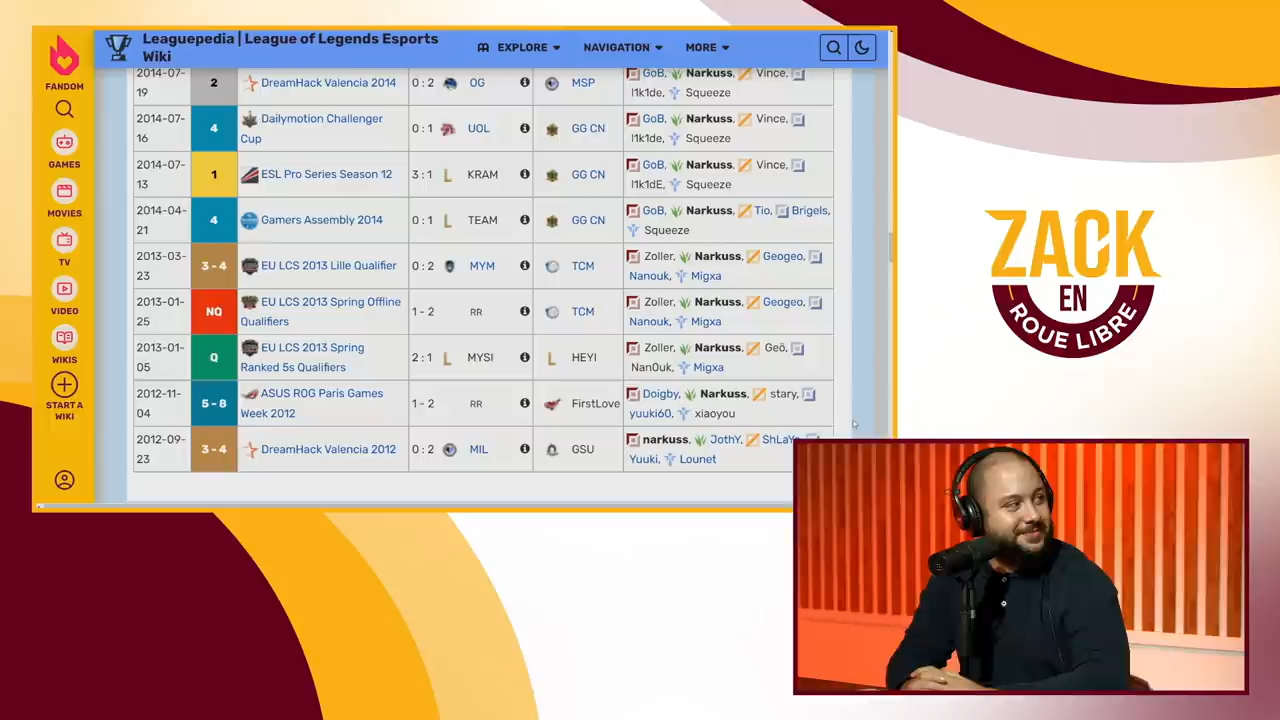 Leaguepedia | League of Legends Esports
Wiki
EXPLORE
NAVIGATION
MORE
FANDOM
GAMES
MOVIES
TV
VIDEO
WIKIS
START A
WIKI
2014-07-
19
2
DreamHack Valencia 2014
0 : 2
OG
MSP
GoB, Narkuss, Vince,
l1k1de, Squeeze
2014-07-
16
4
Dailymotion Challenger
Cup
0 : 1
UOL
GG CN
GoB, Narkuss, Vince,
l1k1de, Squeeze
2014-07-
13
1
ESL Pro Series Season 12
3 : 1
L
KRAM
GG CN
GoB, Narkuss, Vince,
l1k1dE, Squeeze
2014-04-
21
4
Gamers Assembly 2014
0 : 1
L
TEAM
GG CN
GoB, Narkuss, Tio, Brigels,
Squeeze
2013-03-
23
3 - 4
EU LCS 2013 Lille Qualifier
0 : 2
MYM
TCM
Zoller, Narkuss, Geogeo,
Nanouk, Migxa
2013-01-
25
NQ
EU LCS 2013 Spring Offline
Qualifiers
1 - 2
RR
TCM
Zoller, Narkuss, Geogeo,
Nanouk, Migxa
2013-01-
05
Q
EU LCS 2013 Spring
Ranked 5s Qualifiers
2 : 1
L
MYSI
L
HEYI
Zoller, Narkuss, Geö,
Nan0uk, Migxa
2012-11-
04
5 - 8
ASUS ROG Paris Games
Week 2012
1 - 2
RR
FirstLove
Doigby, Narkuss, stary,
yuuki60, xiaoyou
2012-09-
23
3 - 4
DreamHack Valencia 2012
0 : 2
MIL
GSU
narkuss, JothY,
Yuuki, Lounet
ZACK
EN
ROUE LIBRE